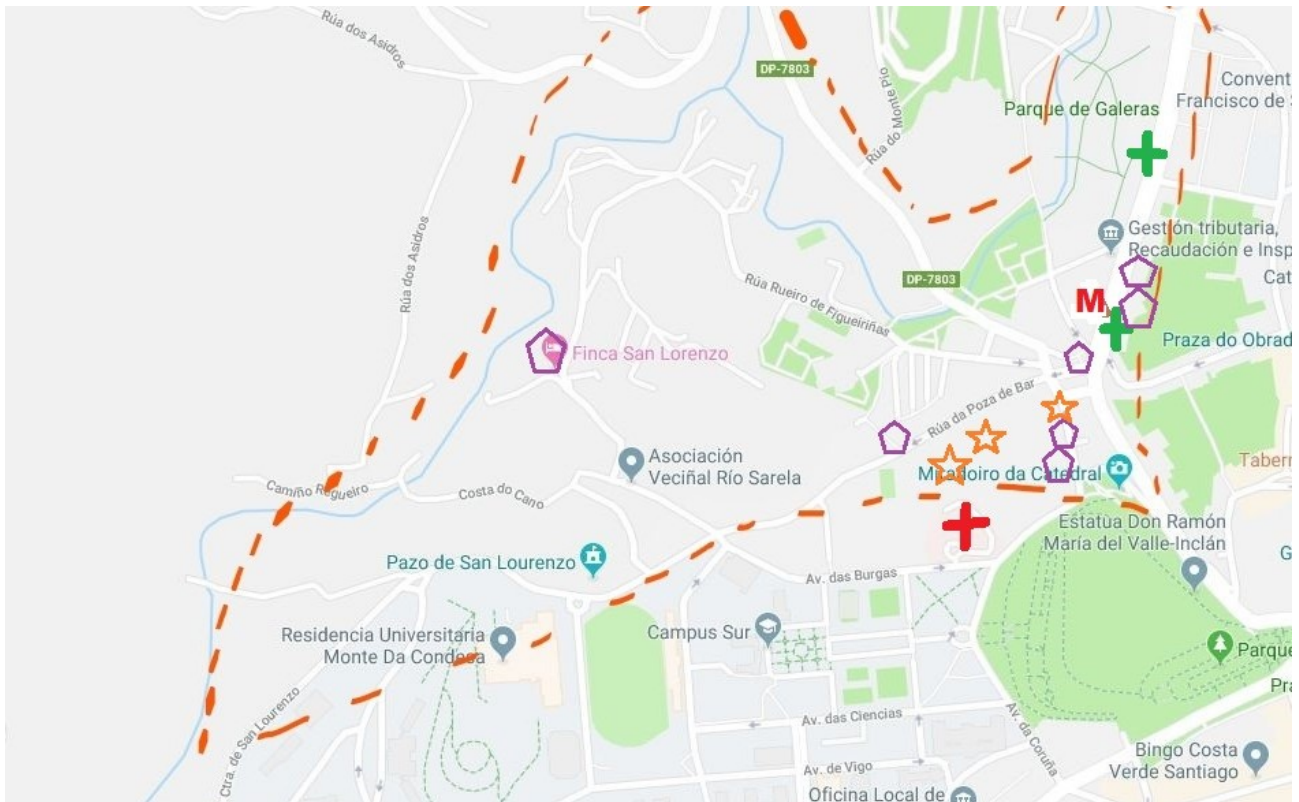 Rúa dos Asidros
DP-7803
Rúa do Monte Pío
Parque de Galeras
Convent
Francisco de S
Rúa dos Asidros
Gestión tributaria,
Recaudación e Insp
Cat
DP-7803
Rúa Rueiro de Figueiriñas
M
Praza do Obrad
Finca San Lorenzo
Rúa da Poza de Bar
Asociación
Veciñal Río Sarela
Miradoiro da Catedral
Tabern
Camiño Regueiro
Costa do Cano
Estatua Don Ramón
María del Valle-Inclán
G
Pazo de San Lourenzo
Av. das Burgas
Residencia Universitaria
Monte Da Condesa
Campus Sur
Parque
Pra
Ctra. de San Lourenzo
Av. das Ciencias
Av. da Coruña
Av. de Vigo
Bingo Costa
Verde Santiago
Oficina Local de